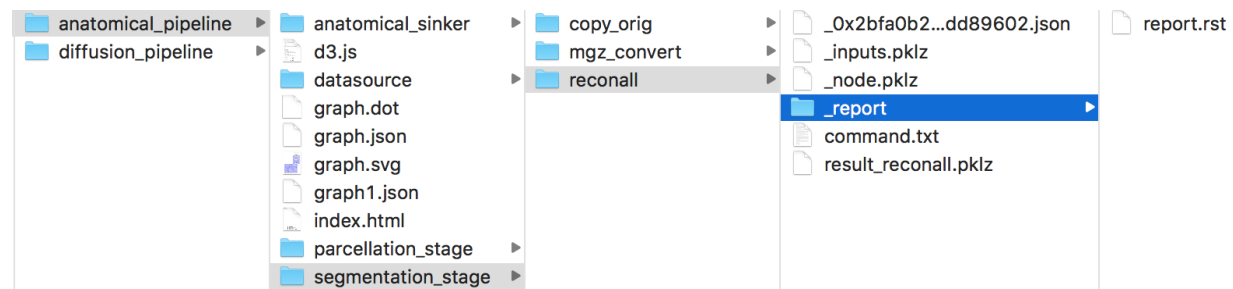 anatomical_pipeline
diffusion_pipeline
anatomical_sinker
d3.js
datasource
graph.dot
graph.json
graph.svg
graph1.json
index.html
parcellation_stage
segmentation_stage
copy_orig
mgz_convert
reconall
_0x2bfa0b2...dd89602.json
_inputs.pklz
_node.pklz
_report
command.txt
result_reconall.pklz
report.rst